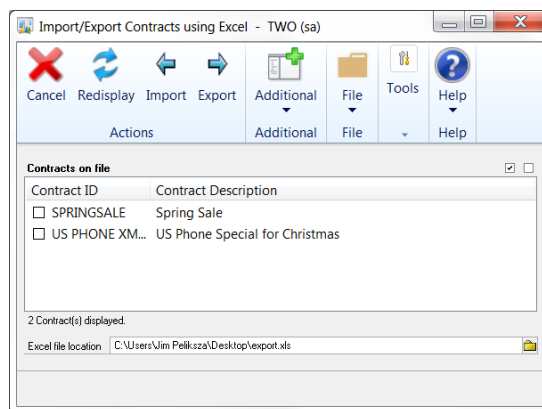 Import/Export Contracts using Excel - TWO (sa)
Cancel Redisplay Import Export Additional File Tools Help
Actions Additional File Help
Contracts on file
Contract ID Contract Description
SPRINGSALE Spring Sale
US PHONE XM... US Phone Special for Christmas
2 Contract(s) displayed.
Excel file location C:\Users\Jim Peliksza\Desktop\export.xls